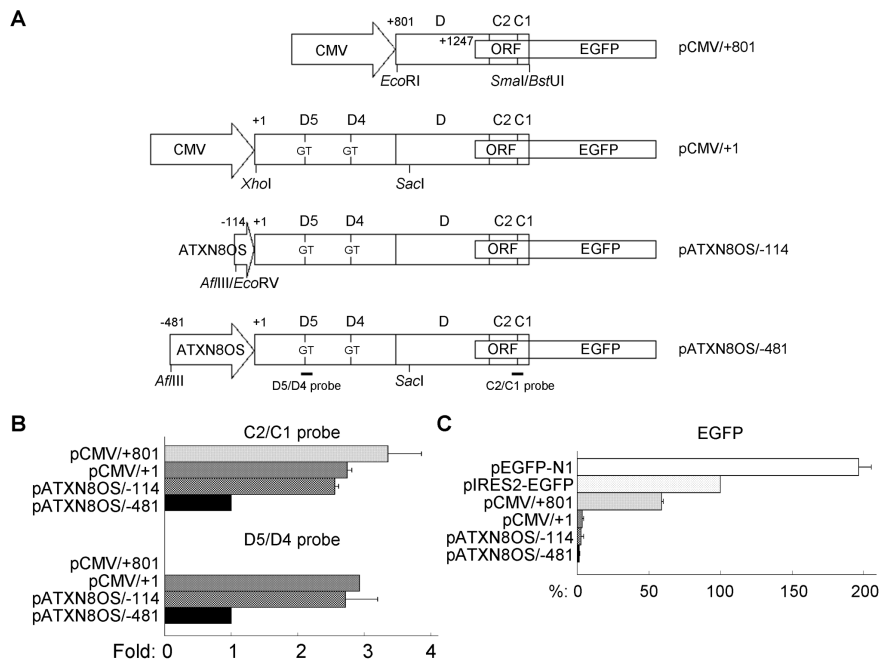 A
+801 D C2 C1
CMV +1247 ORF EGFP pCMV/+801
EcoRI SmaI/BstUI
+1 D5 D4 D C2 C1
CMV GT GT ORF EGFP pCMV/+1
XhoI SacI
-114 +1 D5 D4 D C2 C1
ATXN8OS GT GT ORF EGFP pATXN8OS/-114
AflIII/EcoRV
-481 +1 D5 D4 D C2 C1
ATXN8OS GT GT ORF EGFP pATXN8OS/-481
AflIII D5/D4 probe SacI C2/C1 probe
B
C2/C1 probe
pCMV/+801
pCMV/+1
pATXN8OS/-114
pATXN8OS/-481
D5/D4 probe
pCMV/+801
pCMV/+1
pATXN8OS/-114
pATXN8OS/-481
Fold: 0 1 2 3 4
C
EGFP
pEGFP-N1
pIRES2-EGFP
pCMV/+801
pCMV/+1
pATXN8OS/-114
pATXN8OS/-481
%: 0 50 100 150 200